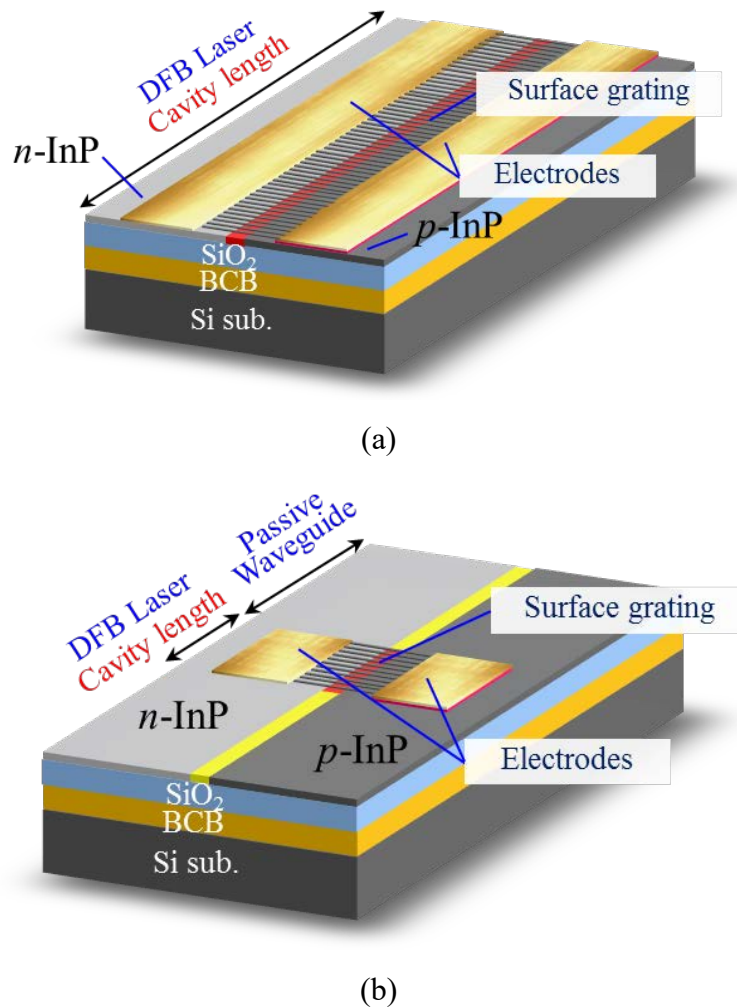 DFB Laser
Cavity length
Surface grating
n-InP
Electrodes
p-InP
SiO₂
BCB
Si sub.
(a)
Passive
Waveguide
DFB Laser
Cavity length
Surface grating
n-InP
p-InP
Electrodes
SiO₂
BCB
Si sub.
(b)